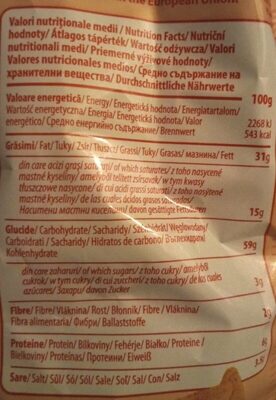 the European Union.
Valori nutriționale medii / Nutrition Facts / Nutriční
hodnoty / Átlagos tápérték / Wartość odżywcza / Valori
nutritionali medi / Priemerné výživové hodnoty /
Valores nutricionales medios / Средно съдържание на
хранителни вещества / Durchschnittliche Nährwerte
100g
Valoare energetică / Energy / Energetická hodnota / Energiatartalom /
Wartość energetyczna / Energia / Energetická hodnota / Valor
energético / Средно енергийно съдържание / Brennwert
2268 kJ
543 kcal
Grăsimi / Fat / Tuky / Zsír / Tłuszcz / Grassi / Tuky / Grasas / мазнина / Fett
31g
din care acizi grași saturați / of which saturates / z toho nasycené
mastné kyseliny / amelyből telített zsírsavak / w tym kwasy
tłuszczowe nasycone / di cui acidi grassi saturati / z toho nasýtené
mastné kyseliny / de las cuales ácidos grasos saturados /
Наситени мастни киселини / davon gesättigte Fettsäuren
15g
Glucide / Carbohydrate / Sacharidy / Szénhidrát / Węglowodany /
Carboidrati / Sacharidy / Hidratos de carbono / Въглехидрати /
Kohlenhydrate
59g
din care zaharuri / of which sugars / z toho cukry / amelyből
cukrok / w tym cukry / di cui zuccheri / z toho cukry / de los cuales
azúcares / Захари / davon Zucker
3g
Fibre / Fibre / Vláknina / Rost / Błonnik / Fibre / Vláknina /
Fibra alimentaria / Фибри / Ballaststoffe
2g
Proteine / Protein / Bílkoviny / Fehérje / Białko / Proteine /
Bielkoviny / Proteínas / Протеини / Eiweiß
6g
Sare / Salt / Sůl / Só / Sól / Sale / Soľ / Sal / Сол / Salz